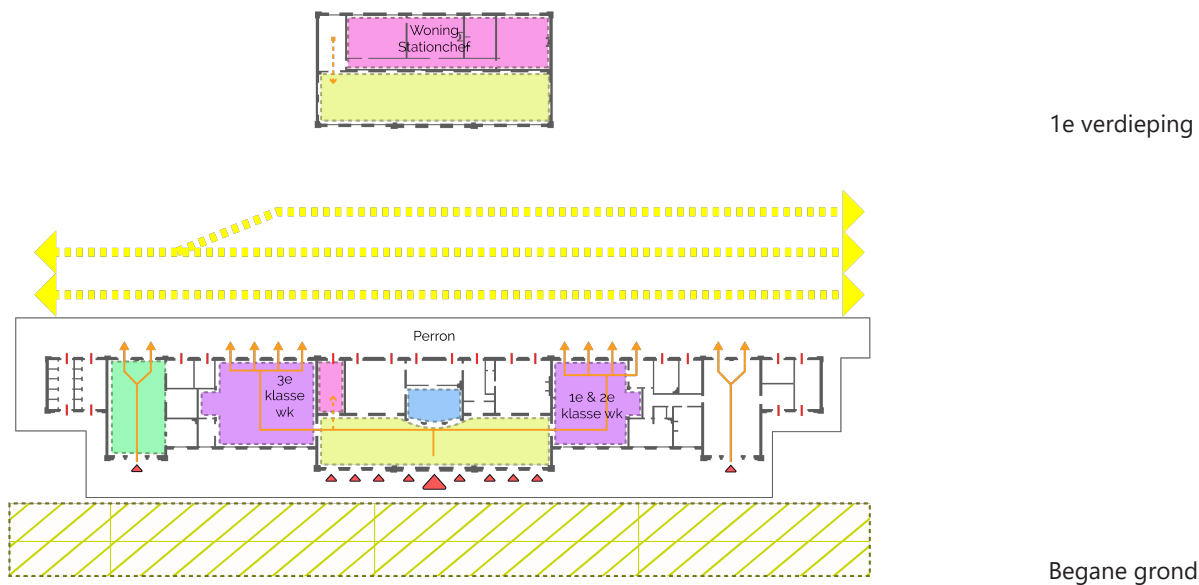 Woning
Stationchef
1e verdieping
Perron
3e
klasse
wk
1e & 2e
klasse wk
Begane grond